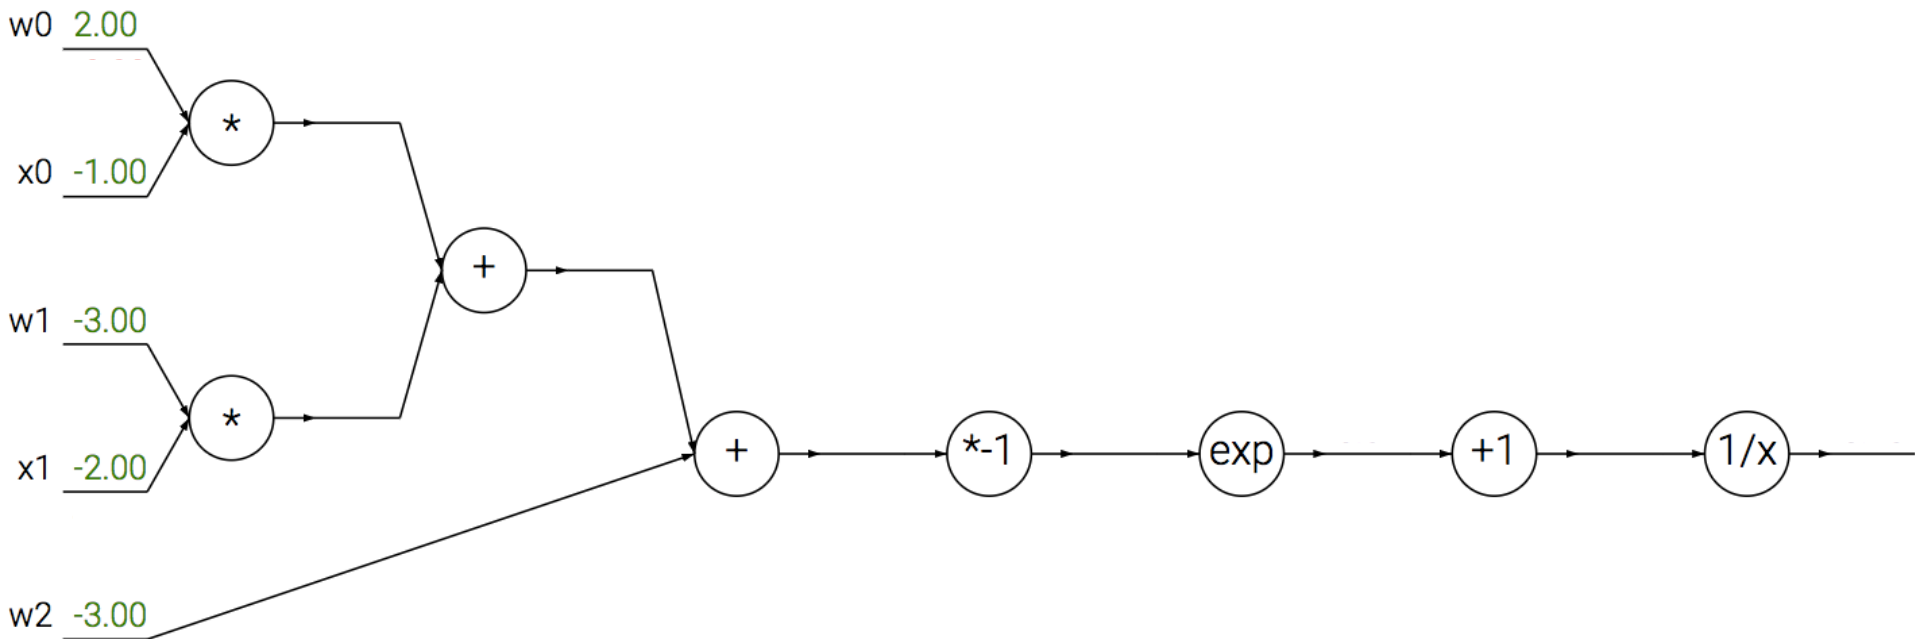 w0 2.00
*
x0 -1.00
+
w1 -3.00
*
x1 -2.00
+ *-1 exp +1 1/x
w2 -3.00